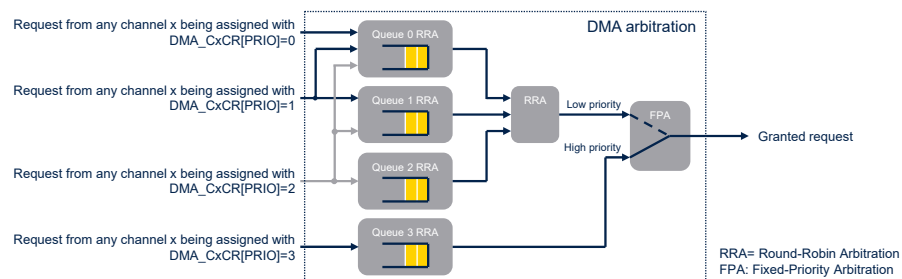 Request from any channel x being assigned with
DMA_CxCR[PRIO]=0
DMA arbitration
Queue 0 RRA
Request from any channel x being assigned with
DMA_CxCR[PRIO]=1
Queue 1 RRA
RRA
Low priority
FPA
Granted request
High priority
Request from any channel x being assigned with
DMA_CxCR[PRIO]=2
Queue 2 RRA
Request from any channel x being assigned with
DMA_CxCR[PRIO]=3
Queue 3 RRA
RRA= Round-Robin Arbitration
FPA: Fixed-Priority Arbitration